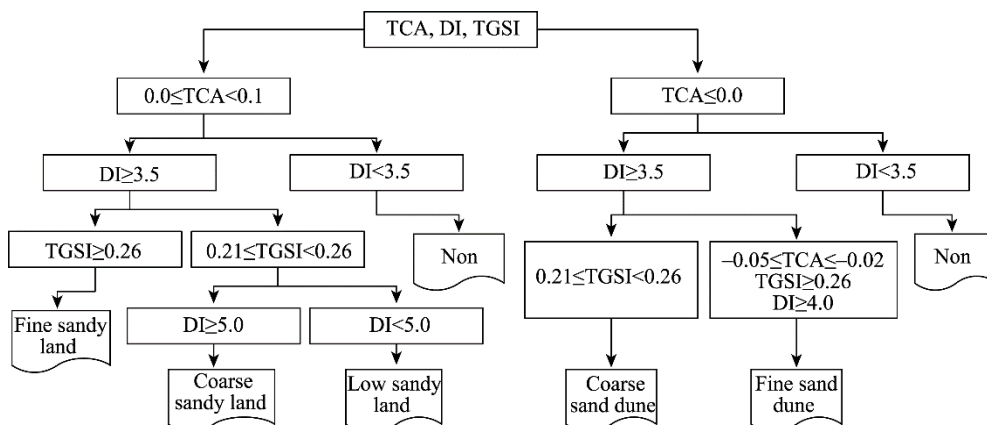 TCA, DI, TGSI
0.0≤TCA<0.1
TCA≤0.0
DI≥3.5
DI<3.5
DI≥3.5
DI<3.5
TGSI≥0.26
0.21≤TGSI<0.26
Non
0.21≤TGSI<0.26
−0.05≤TCA≤−0.02
TGSI≥0.26
DI≥4.0
Non
Fine sandy
land
DI≥5.0
DI<5.0
Coarse
sandy land
Low sandy
land
Coarse
sand dune
Fine sand
dune